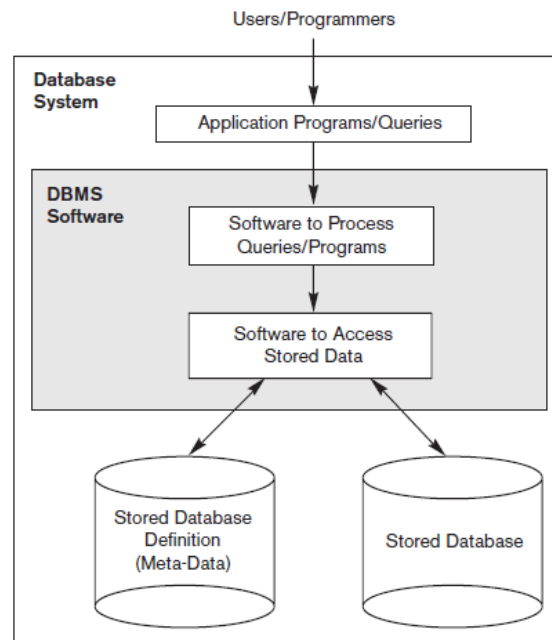 Users/Programmers
Database
System
Application Programs/Queries
DBMS
Software
Software to Process
Queries/Programs
Software to Access
Stored Data
Stored Database
Definition
(Meta-Data)
Stored Database